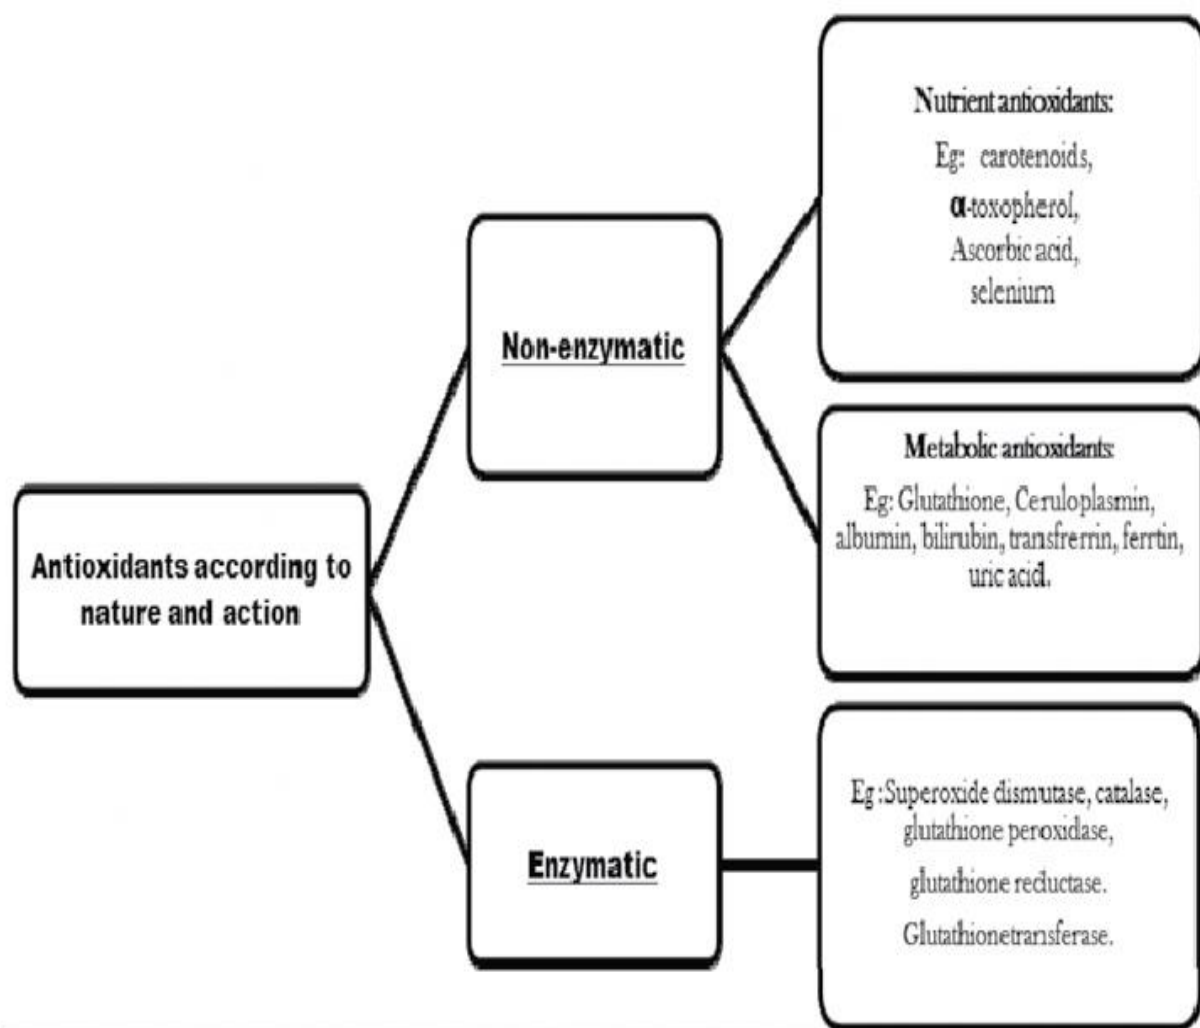 Nutrient antioxidants:
Eg: carotenoids,
α-toxopherol,
Ascorbic acid,
selenium
Non-enzymatic
Metabolic antioxidants:
Eg: Glutathione, Ceruloplasmin,
albumin, bilirubin, transfrerrin, ferrtin,
uric acid.
Antioxidants according to
nature and action
Enzymatic
Eg :Superoxide dismutase, catalase,
glutathione peroxidase,
glutathione reductase.
Glutathionetransferase.